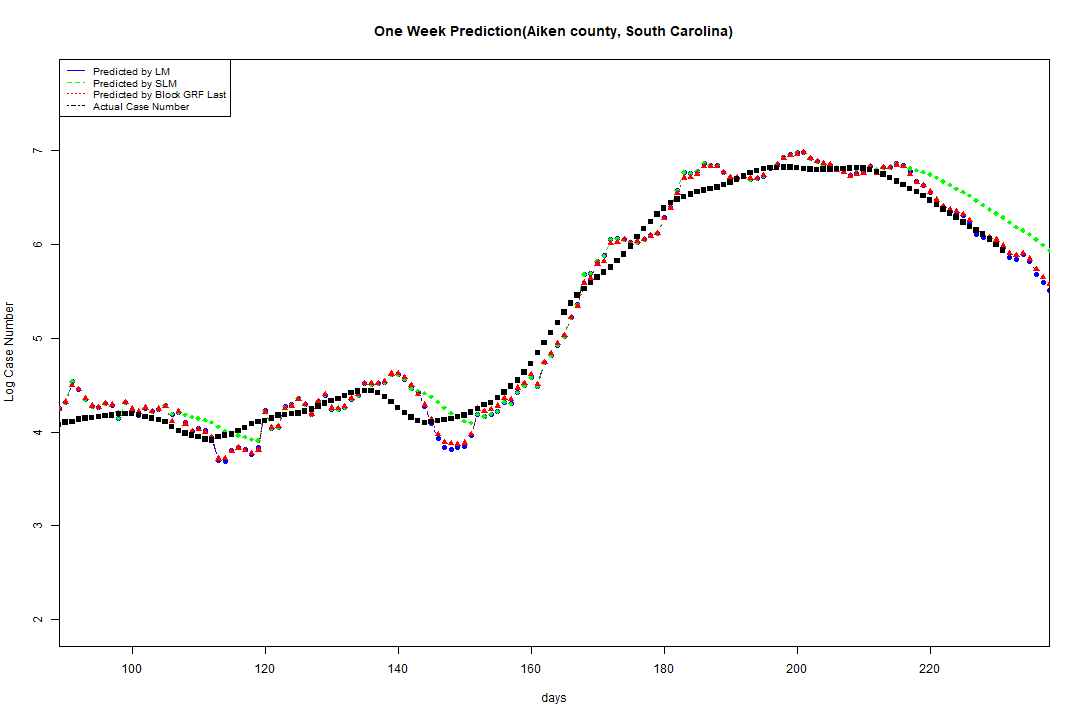 One Week Prediction(Aiken county, South Carolina)
Predicted by LM
Predicted by SLM
Predicted by Block GRF Last
Actual Case Number
7
6
5
4
3
2
Log Case Number
100 120 140 160 180 200 220
days